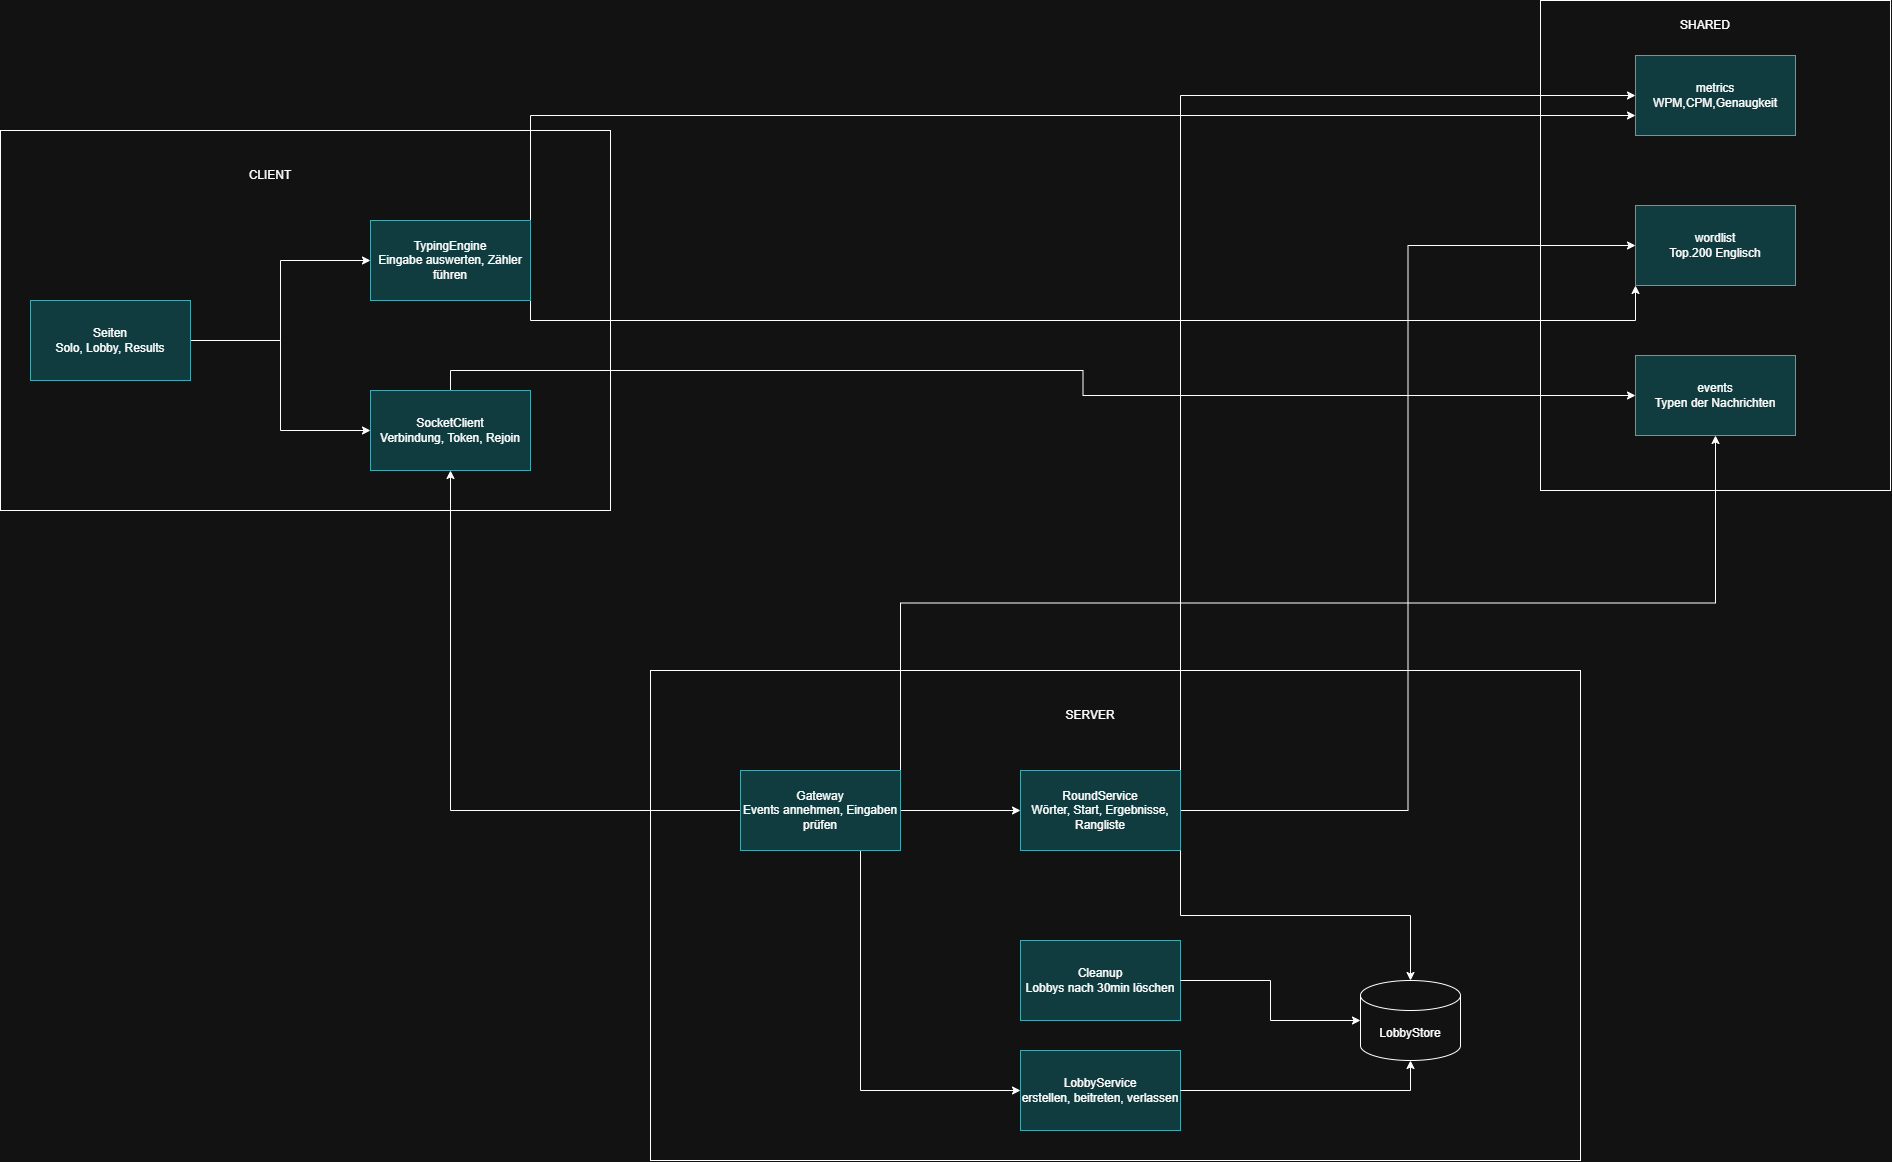 SHARED
metrics
WPM,CPM,Genaugkeit
wordlist
Top.200 Englisch
events
Typen der Nachrichten
CLIENT
TypingEngine
Eingabe auswerten, Zähler
führen
Seiten
Solo, Lobby, Results
SocketClient
Verbindung, Token, Rejoin
SERVER
Gateway
Events annehmen, Eingaben
prüfen
RoundService
Wörter, Start, Ergebnisse,
Rangliste
Cleanup
Lobbys nach 30min löschen
LobbyStore
LobbyService
erstellen, beitreten, verlassen